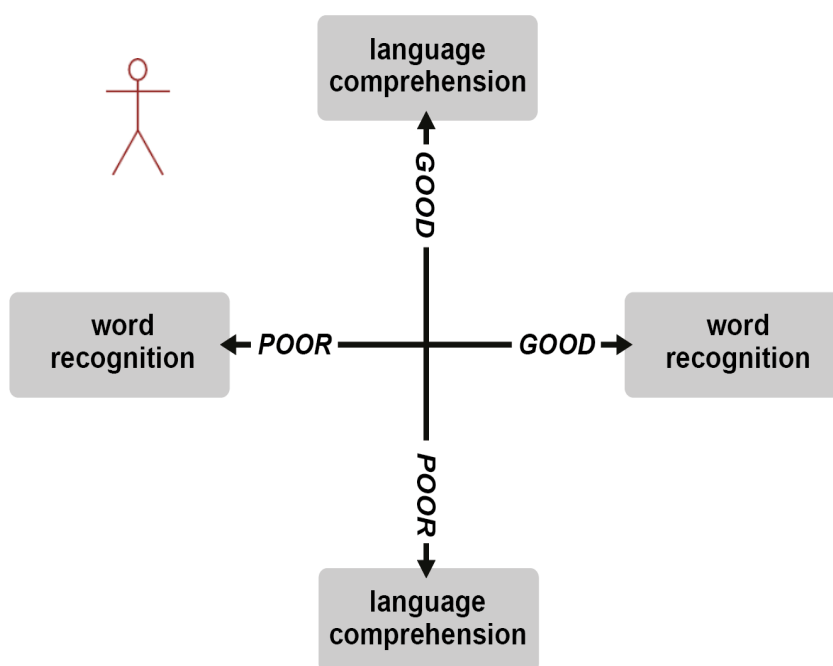 language
comprehension
GOOD
word
recognition
POOR
GOOD
word
recognition
POOR
language
comprehension